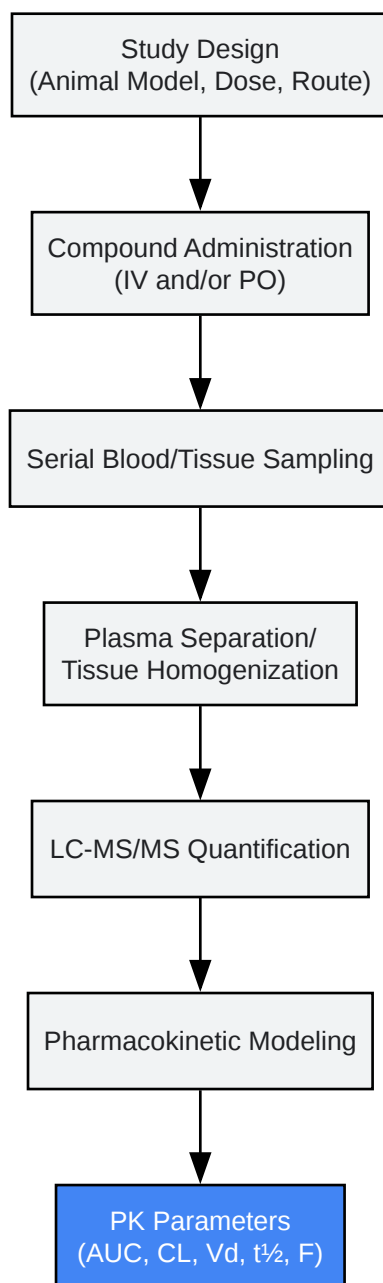 Study Design
(Animal Model, Dose, Route)
Compound Administration
(IV and/or PO)
Serial Blood/Tissue Sampling
Plasma Separation/
Tissue Homogenization
LC-MS/MS Quantification
Pharmacokinetic Modeling
PK Parameters
(AUC, CL, Vd, t½, F)